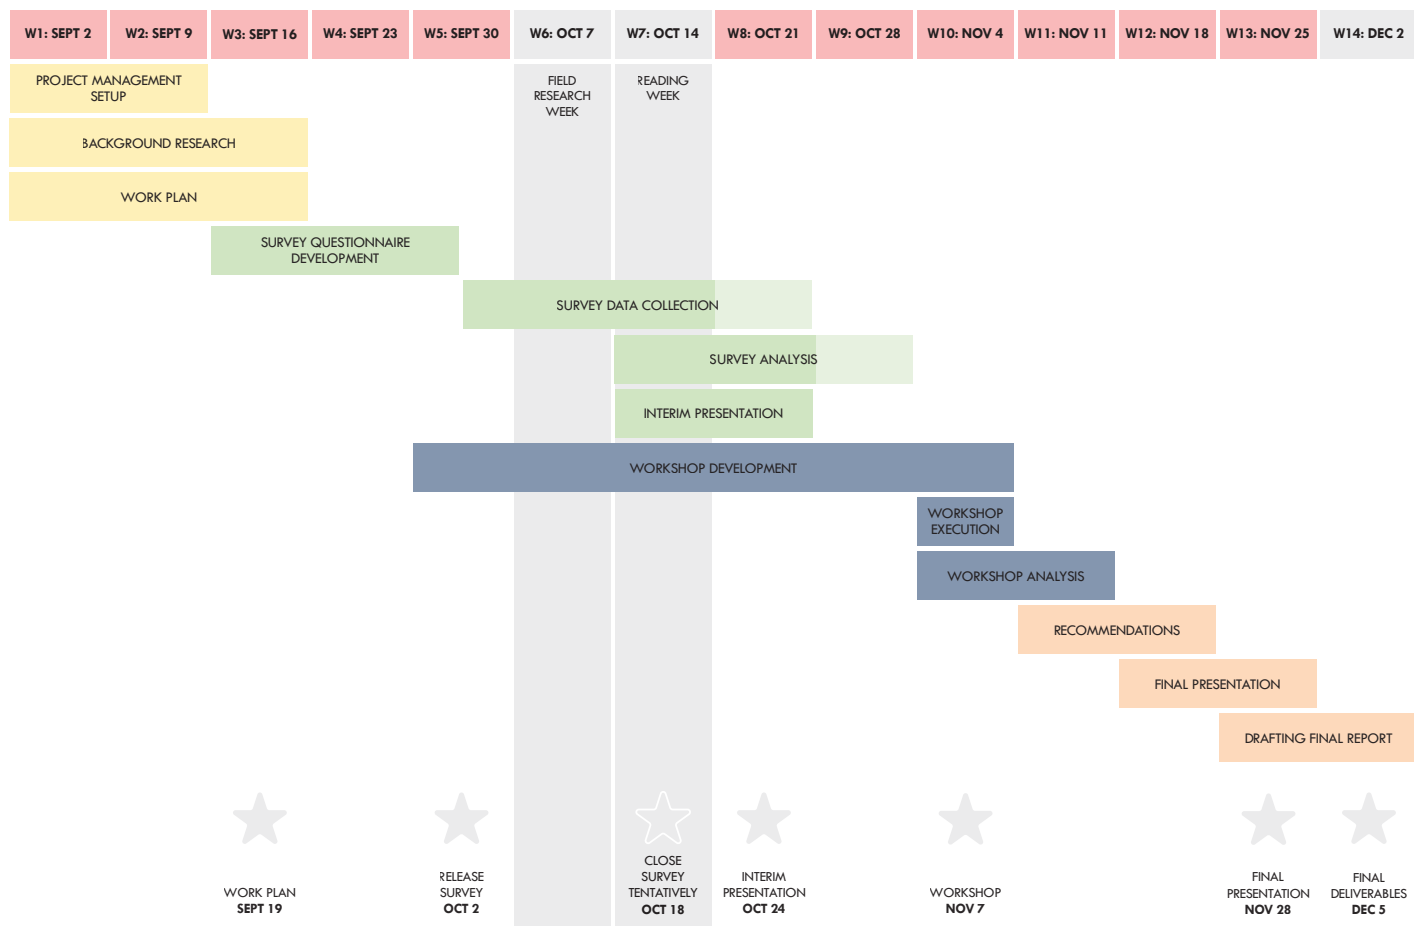 W1: SEPT 2
W2: SEPT 9
W3: SEPT 16
W4: SEPT 23
W5: SEPT 30
W6: OCT 7
W7: OCT 14
W8: OCT 21
W9: OCT 28
W10: NOV 4
W11: NOV 11
W12: NOV 18
W13: NOV 25
W14: DEC 2
PROJECT MANAGEMENT
SETUP
FIELD
RESEARCH
WEEK
READING
WEEK
BACKGROUND RESEARCH
WORK PLAN
SURVEY QUESTIONNAIRE
DEVELOPMENT
SURVEY DATA COLLECTION
SURVEY ANALYSIS
INTERIM PRESENTATION
WORKSHOP DEVELOPMENT
WORKSHOP
EXECUTION
WORKSHOP ANALYSIS
RECOMMENDATIONS
FINAL PRESENTATION
DRAFTING FINAL REPORT
WORK PLAN
SEPT 19
RELEASE
SURVEY
OCT 2
CLOSE
SURVEY
TENTATIVELY
OCT 18
INTERIM
PRESENTATION
OCT 24
WORKSHOP
NOV 7
FINAL
PRESENTATION
NOV 28
FINAL
DELIVERABLES
DEC 5